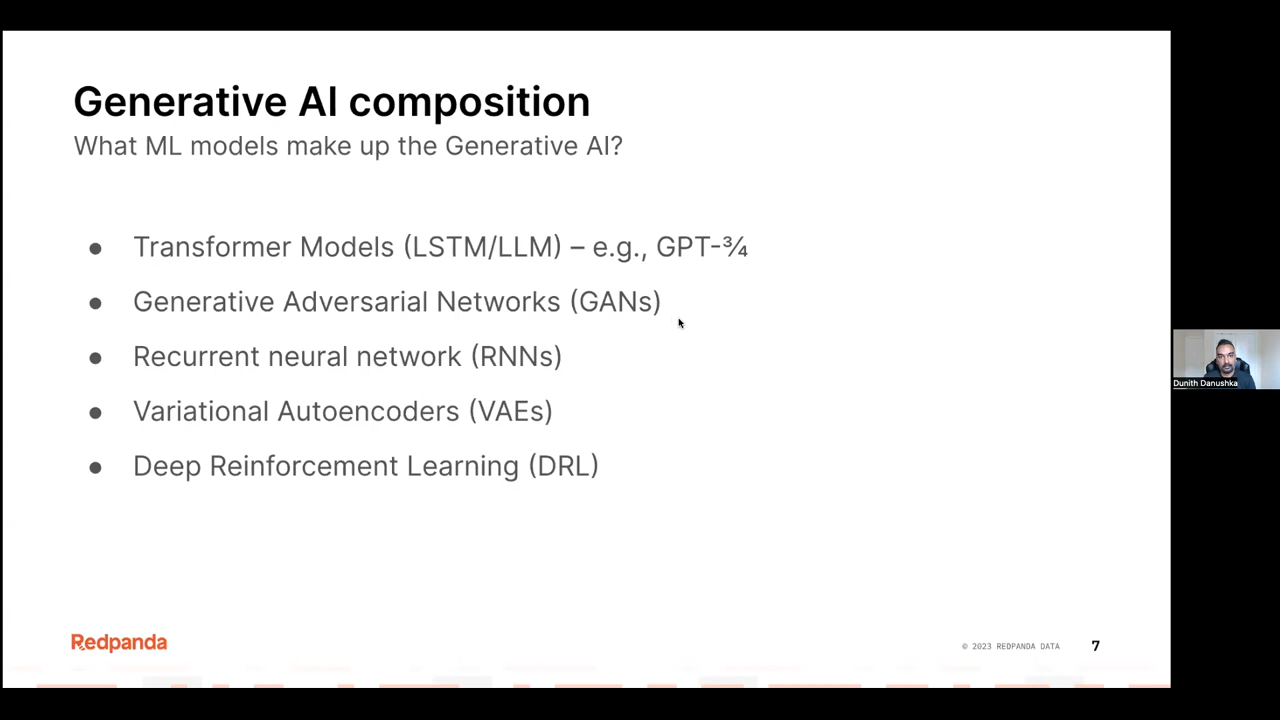 Generative AI composition
What ML models make up the Generative AI?
● Transformer Models (LSTM/LLM) – e.g., GPT-¾
● Generative Adversarial Networks (GANs)
● Recurrent neural network (RNNs)
● Variational Autoencoders (VAEs)
● Deep Reinforcement Learning (DRL)
Dunith Danushka
Redpanda
© 2023 REDPANDA DATA
7